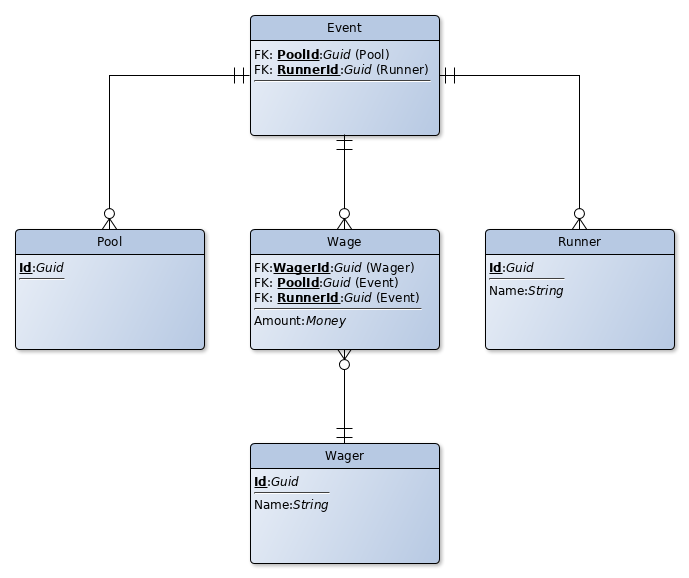 Event
FK: PoolId:Guid (Pool)
FK: RunnerId:Guid (Runner)
Pool
Id:Guid
Wage
FK:WagerId:Guid (Wager)
FK: PoolId:Guid (Event)
FK: RunnerId:Guid (Event)
Amount:Money
Runner
Id:Guid
Name:String
Wager
Id:Guid
Name:String